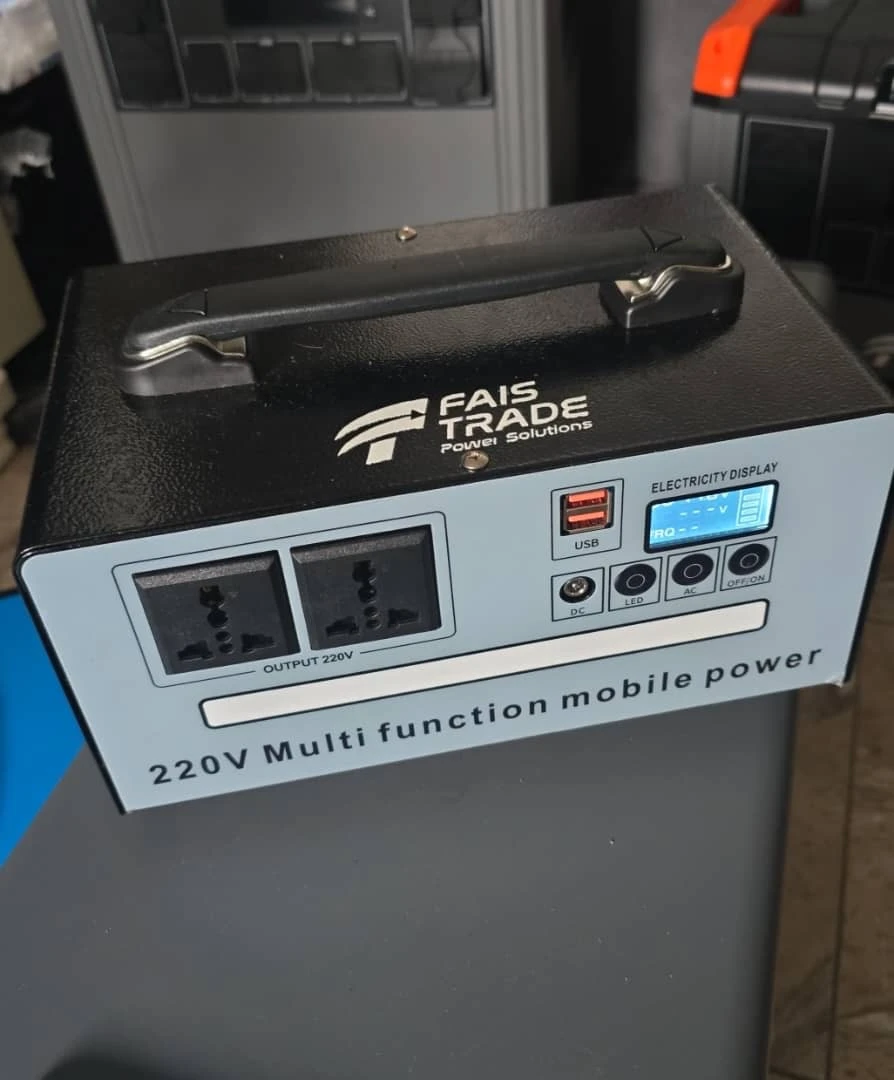 FAIS
TRADE
Power Solutions
ELECTRICITY DISPLAY
---V
RQ--
USB
DC
LED
AC
OFF/ON
OUTPUT 220V
220V Multi function mobile power